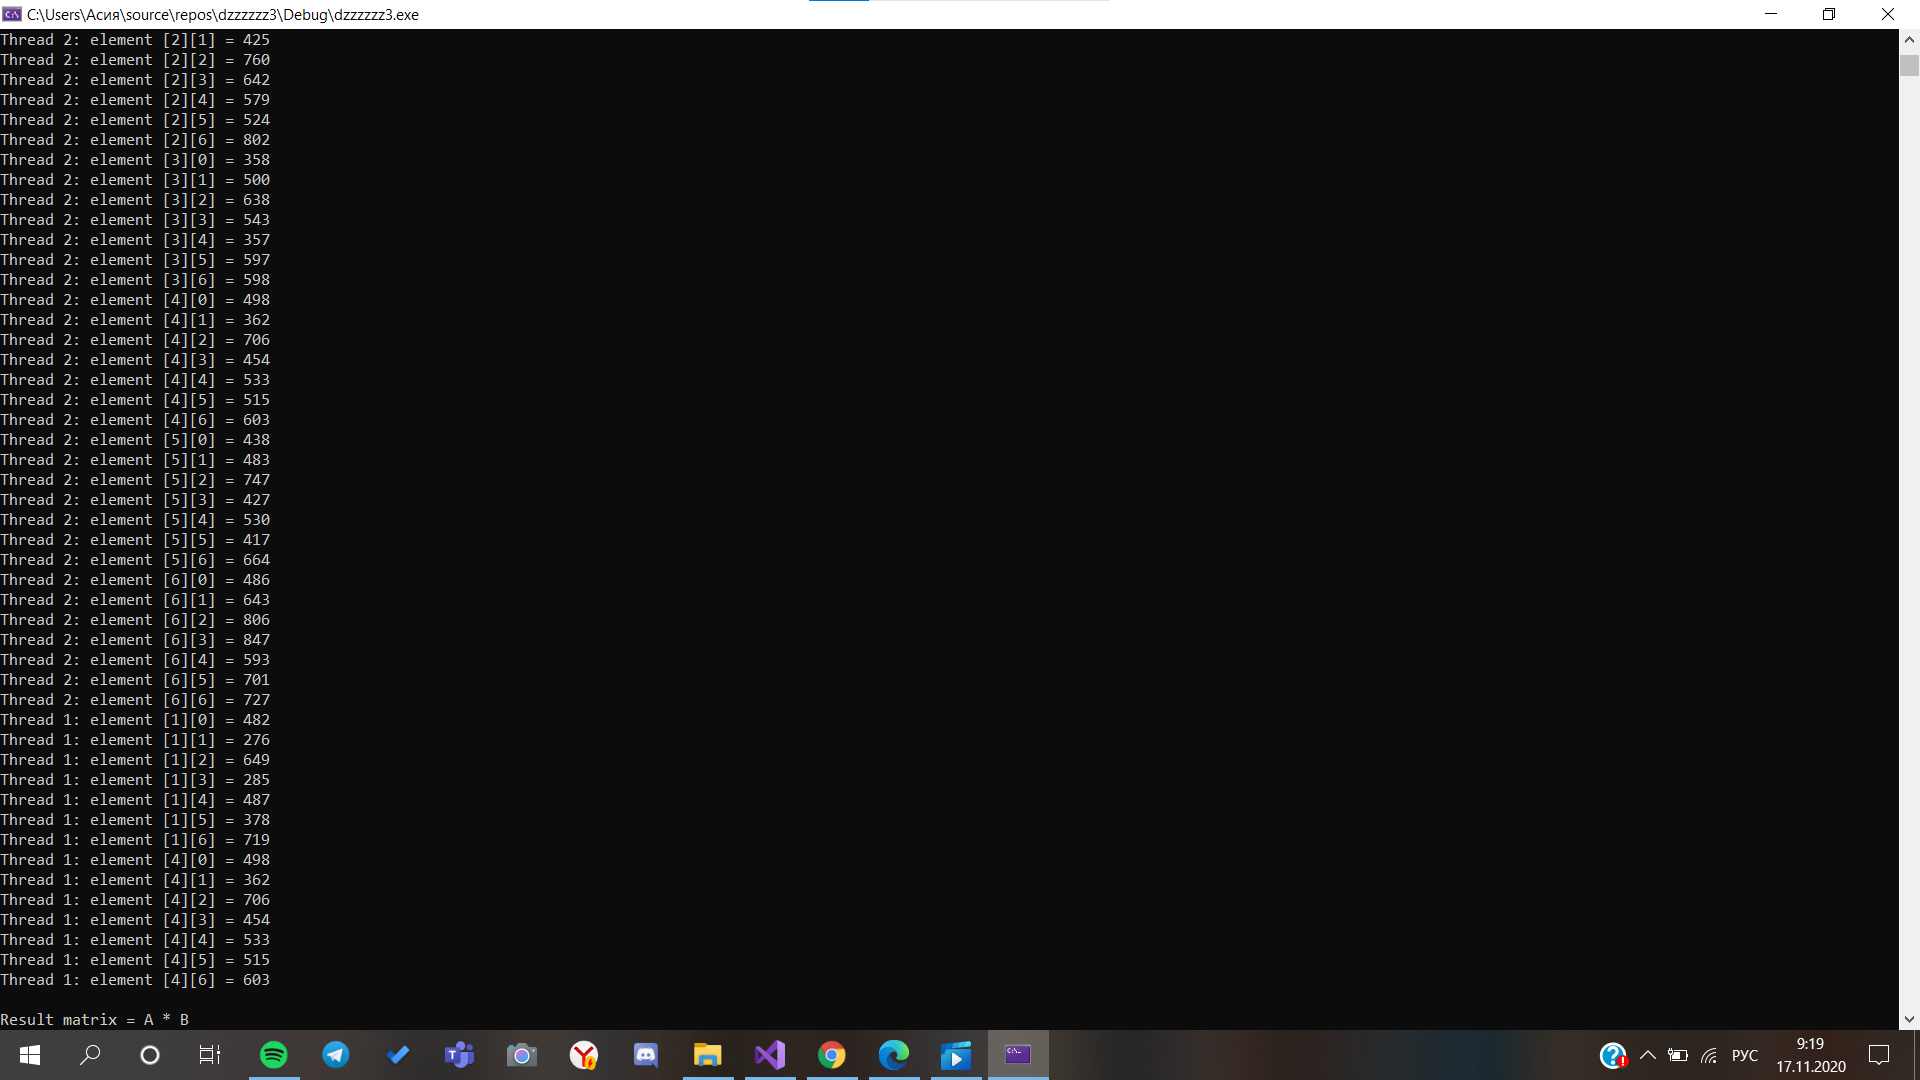 C:\Users\Асия\source\repos\dzzzzzz3\Debug\dzzzzzz3.exe
Thread 2: element [2][1] = 425
Thread 2: element [2][2] = 760
Thread 2: element [2][3] = 642
Thread 2: element [2][4] = 579
Thread 2: element [2][5] = 524
Thread 2: element [2][6] = 802
Thread 2: element [3][0] = 358
Thread 2: element [3][1] = 500
Thread 2: element [3][2] = 638
Thread 2: element [3][3] = 543
Thread 2: element [3][4] = 357
Thread 2: element [3][5] = 597
Thread 2: element [3][6] = 598
Thread 2: element [4][0] = 498
Thread 2: element [4][1] = 362
Thread 2: element [4][2] = 706
Thread 2: element [4][3] = 454
Thread 2: element [4][4] = 533
Thread 2: element [4][5] = 515
Thread 2: element [4][6] = 603
Thread 2: element [5][0] = 438
Thread 2: element [5][1] = 483
Thread 2: element [5][2] = 747
Thread 2: element [5][3] = 427
Thread 2: element [5][4] = 530
Thread 2: element [5][5] = 417
Thread 2: element [5][6] = 664
Thread 2: element [6][0] = 486
Thread 2: element [6][1] = 643
Thread 2: element [6][2] = 806
Thread 2: element [6][3] = 847
Thread 2: element [6][4] = 593
Thread 2: element [6][5] = 701
Thread 2: element [6][6] = 727
Thread 1: element [1][0] = 482
Thread 1: element [1][1] = 276
Thread 1: element [1][2] = 649
Thread 1: element [1][3] = 285
Thread 1: element [1][4] = 487
Thread 1: element [1][5] = 378
Thread 1: element [1][6] = 719
Thread 1: element [4][0] = 498
Thread 1: element [4][1] = 362
Thread 1: element [4][2] = 706
Thread 1: element [4][3] = 454
Thread 1: element [4][4] = 533
Thread 1: element [4][5] = 515
Thread 1: element [4][6] = 603
Result matrix = A * B
РУС
9:19
17.11.2020